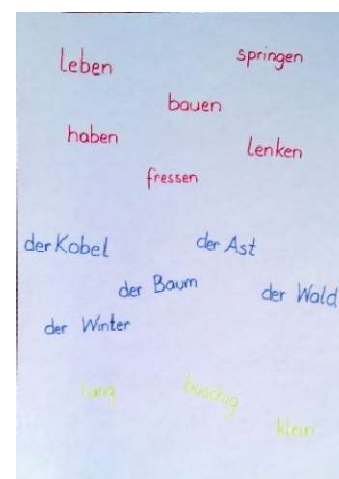 leben
springen
bauen
haben
lenken
fressen
der Kobel
der Ast
der Baum
der Wald
der Winter
lang
buschig
klein